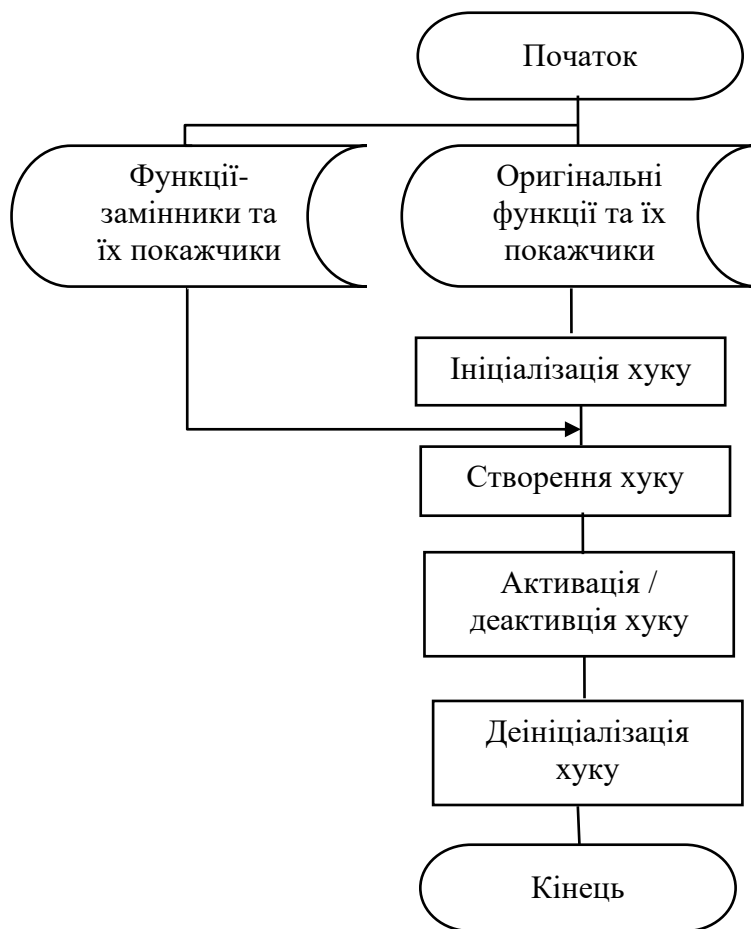 Початок
Функції-
замінники та
їх покажчики
Оригінальні
функції та їх
покажчики
Ініціалізація хуку
Створення хуку
Активація /
деактивція хуку
Деініціалізація
хуку
Кінець